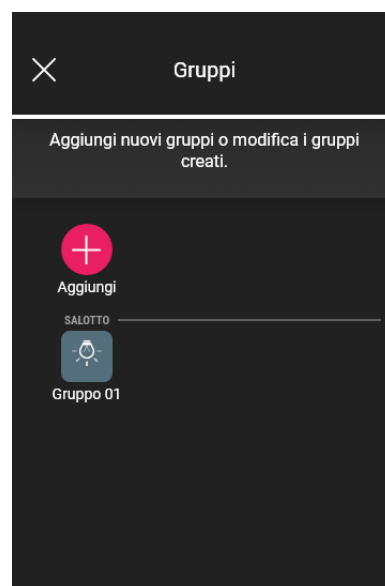 Gruppi
Aggiungi nuovi gruppi o modifica i gruppi
creati.
Aggiungi
SALOTTO
Gruppo 01